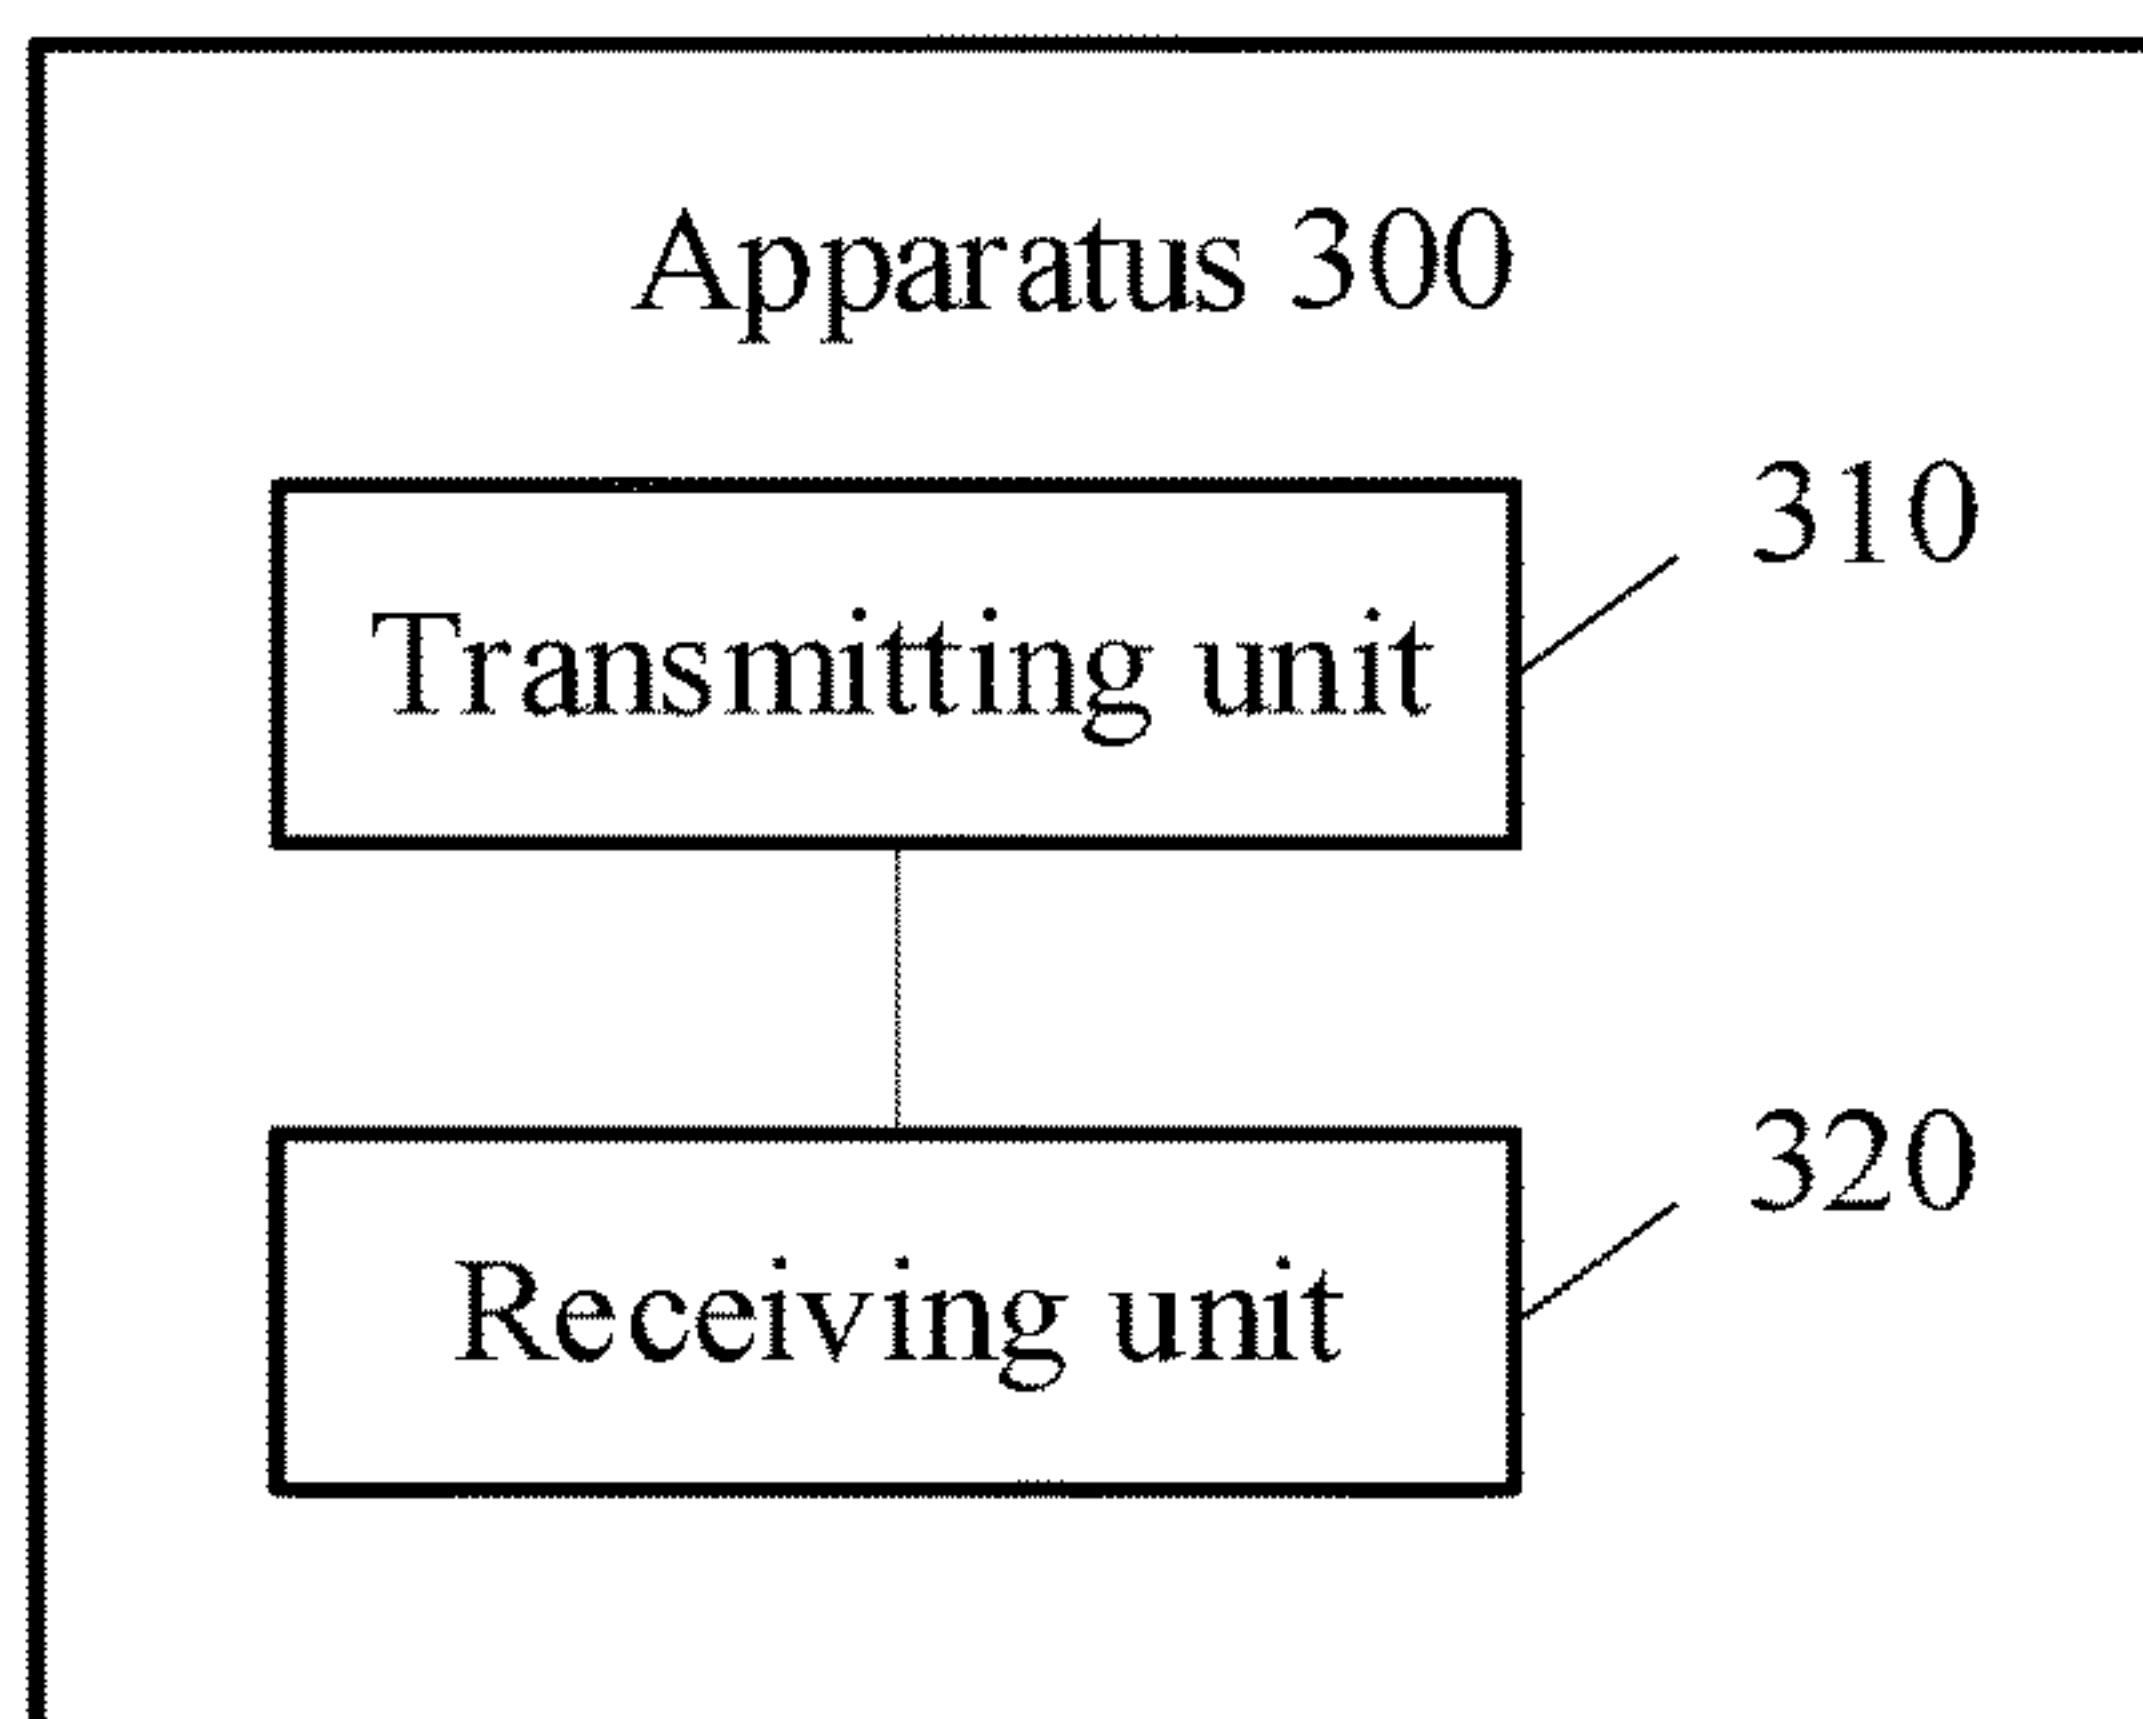 Apparatus 300
310
Transmitting unit
320
Receiving unit